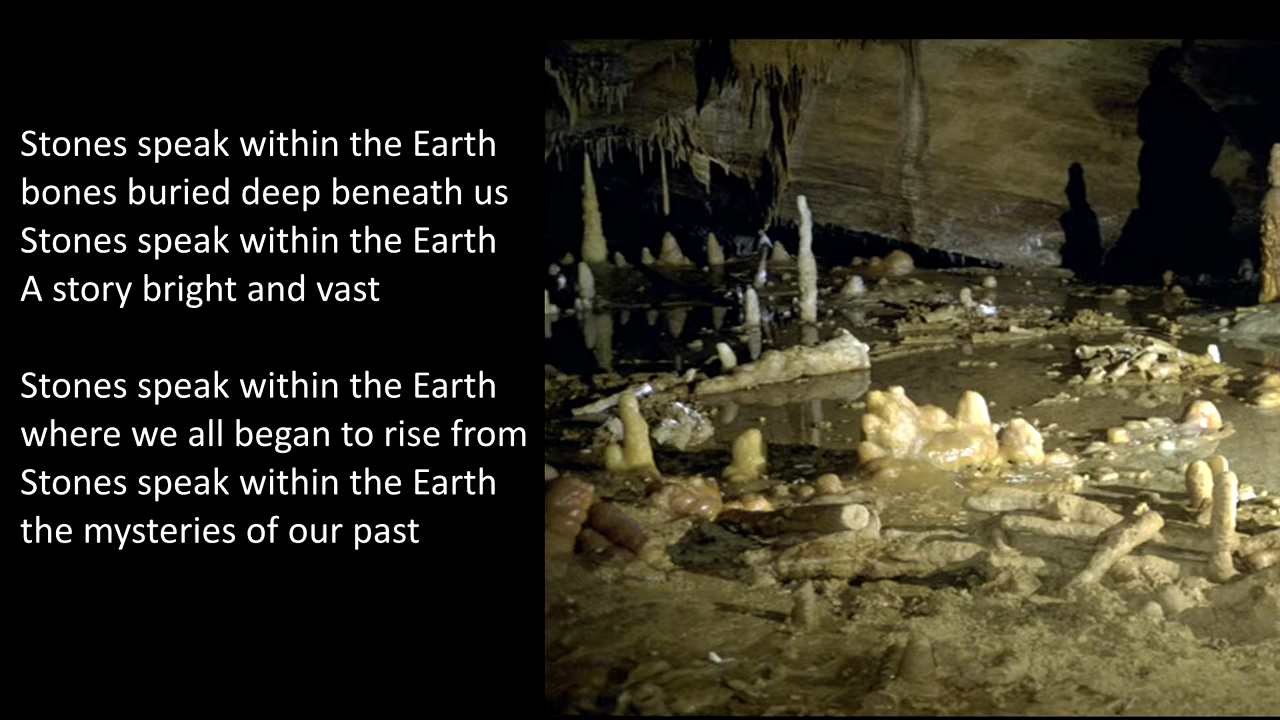 Stones speak within the Earth
bones buried deep beneath us
Stones speak within the Earth
A story bright and vast
Stones speak within the Earth
where we all began to rise from
Stones speak within the Earth
the mysteries of our past